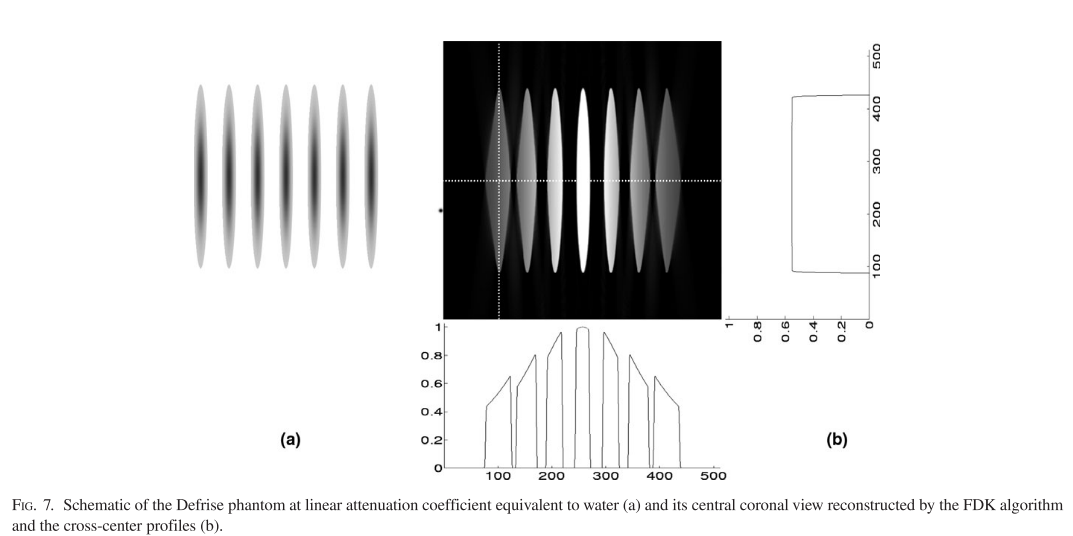 500
400
300
200
100
1 0.8 0.6 0.4 0.2 0
1
0.8
0.6
0.4
0.2
0
100 200 300 400 500
(a)
(b)
FIG. 7. Schematic of the Defrise phantom at linear attenuation coefficient equivalent to water (a) and its central coronal view reconstructed by the FDK algorithm
and the cross-center profiles (b).